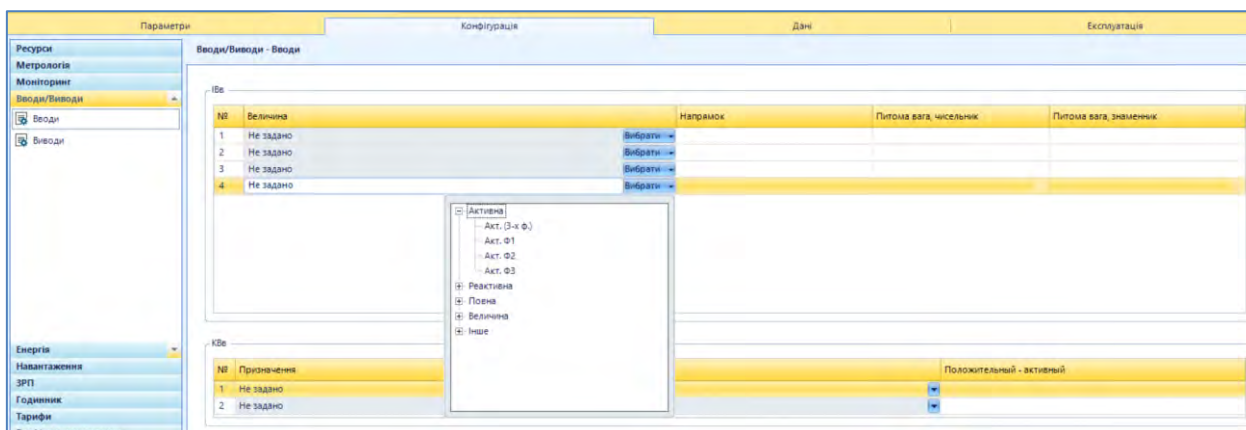 Параметри Конфігурація Дані Експлуатація
Ресурси
Метрологія
Моніторинг
Вводи/Виводи
Вводи
Виводи
Енергія
Навантаження
ЗРП
Годинник
Тарифи
Вводи/Виводи - Вводи
ІВв
№ Величина Напрямок Питома вага, чисельник Питома вага, знаменник
1 Не задано Вибрати
2 Не задано Вибрати
3 Не задано Вибрати
4 Не задано Вибрати
Активна
Акт. (3-х ф.)
Акт. Ф1
Акт. Ф2
Акт. Ф3
Реактивна
Повна
Величина
Інше
КВв
№ Призначення Положительный - активный
1 Не задано
2 Не задано